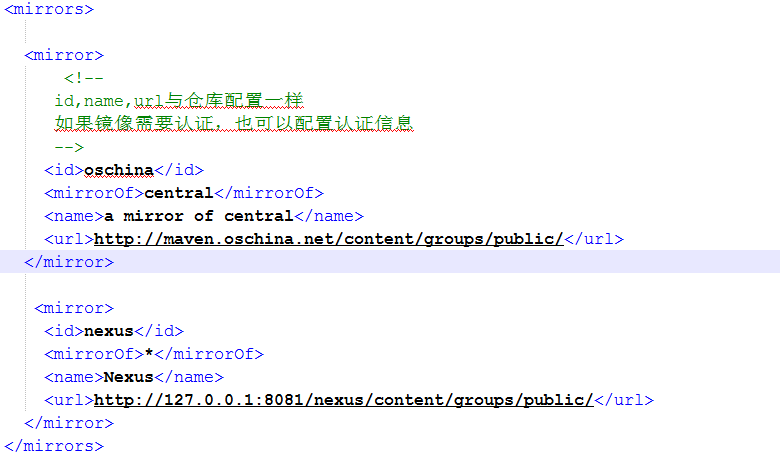 <mirrors>
<mirror>
<!--
id,name,url与仓库配置一样
如果镜像需要认证，也可以配置认证信息
-->
<id>oschina</id>
<mirrorOf>central</mirrorOf>
<name>a mirror of central</name>
<url>http://maven.oschina.net/content/groups/public/</url>
</mirror>
<mirror>
<id>nexus</id>
<mirrorOf>*</mirrorOf>
<name>Nexus</name>
<url>http://127.0.0.1:8081/nexus/content/groups/public/</url>
</mirror>
</mirrors>